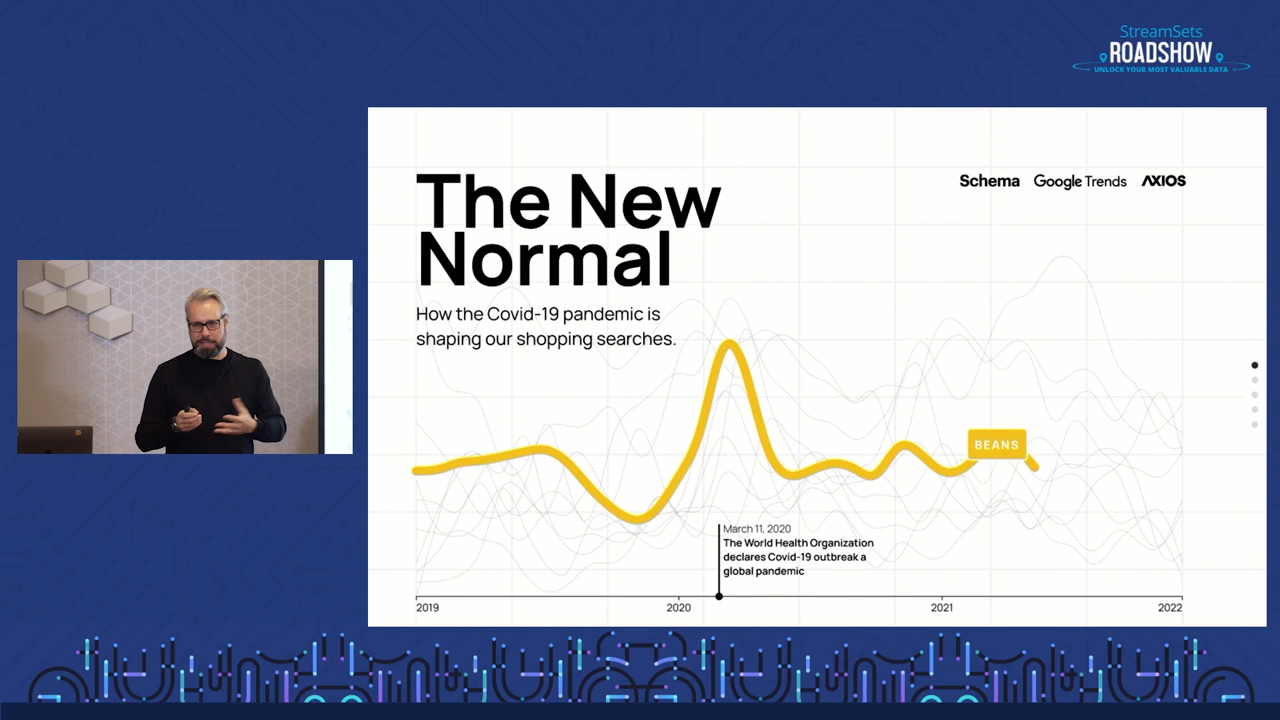 StreamSets
ROADSHOW
UNLOCK YOUR MOST VALUABLE DATA
The New
Normal
Schema Google Trends AXIOS
How the Covid-19 pandemic is
shaping our shopping searches.
BEANS
March 11, 2020
The World Health Organization
declares Covid-19 outbreak a
global pandemic
2019 2020 2021 2022